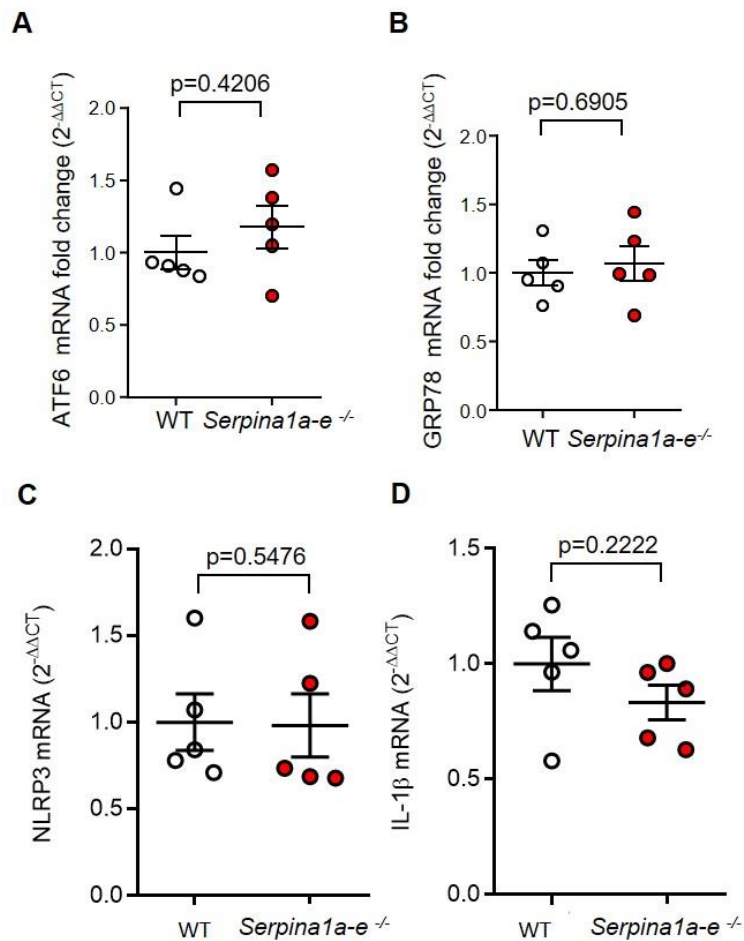 A
ATF6 mRNA fold change (2-ΔΔCT)
p=0.4206
2.0
1.5
1.0
0.5
0.0
WT Serpina1a-e -/-
B
GRP78 mRNA fold change (2-ΔΔCT)
p=0.6905
2.0
1.5
1.0
0.5
0.0
WT Serpina1a-e-/-
C
NLRP3 mRNA (2-ΔΔCT)
p=0.5476
2.0
1.5
1.0
0.5
0.0
WT Serpina1a-e -/-
D
IL-1β mRNA (2-ΔΔCT)
p=0.2222
1.5
1.0
0.5
0.0
WT Serpina1a-e -/-